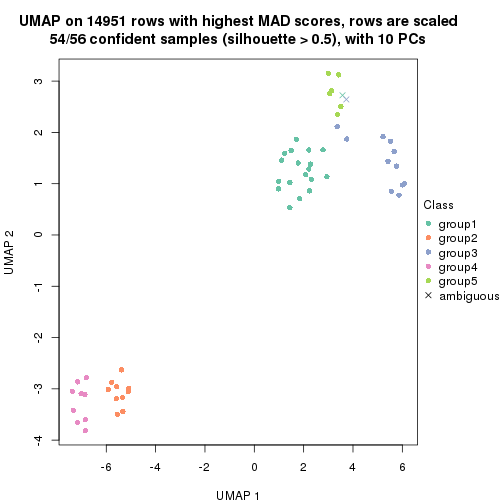 UMAP on 14951 rows with highest MAD scores, rows are scaled
54/56 confident samples (silhouette > 0.5), with 10 PCs
3
2
1
0
-1
-2
-3
-4
UMAP 2
-6
-4
-2
0
2
4
6
UMAP 1
Class
group1
group2
group3
group4
group5
ambiguous